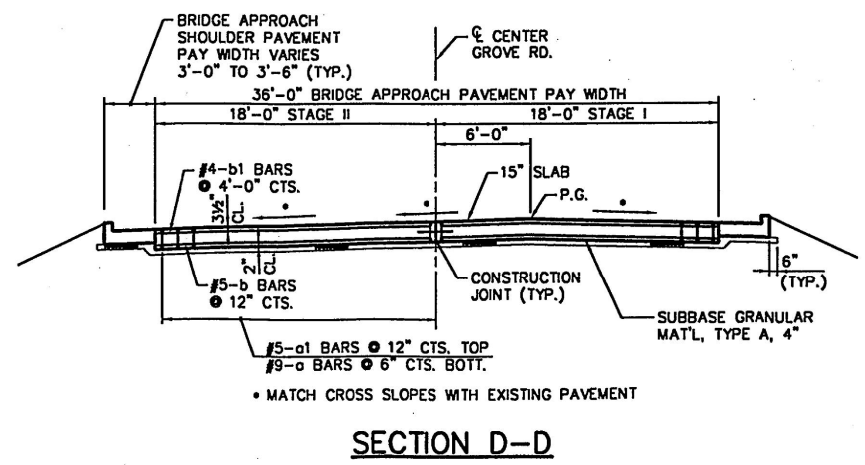 BRIDGE APPROACH
SHOULDER PAVEMENT
PAY WIDTH VARIES
3'-0" TO 3'-6" (TYP.)
℄ CENTER
GROVE RD.
36'-0" BRIDGE APPROACH PAVEMENT PAY WIDTH
18'-0" STAGE II
18'-0" STAGE I
6'-0"
#4-b1 BARS
@ 4'-0" CTS.
3½"
CL.
15" SLAB
P.G.
*
*
*
2"
CL.
#5-b BARS
@ 12" CTS.
CONSTRUCTION
JOINT (TYP.)
6"
(TYP.)
SUBBASE GRANULAR
MAT'L, TYPE A, 4"
#5-a1 BARS @ 12" CTS. TOP
#9-a BARS @ 6" CTS. BOTT.
* MATCH CROSS SLOPES WITH EXISTING PAVEMENT
SECTION D-D